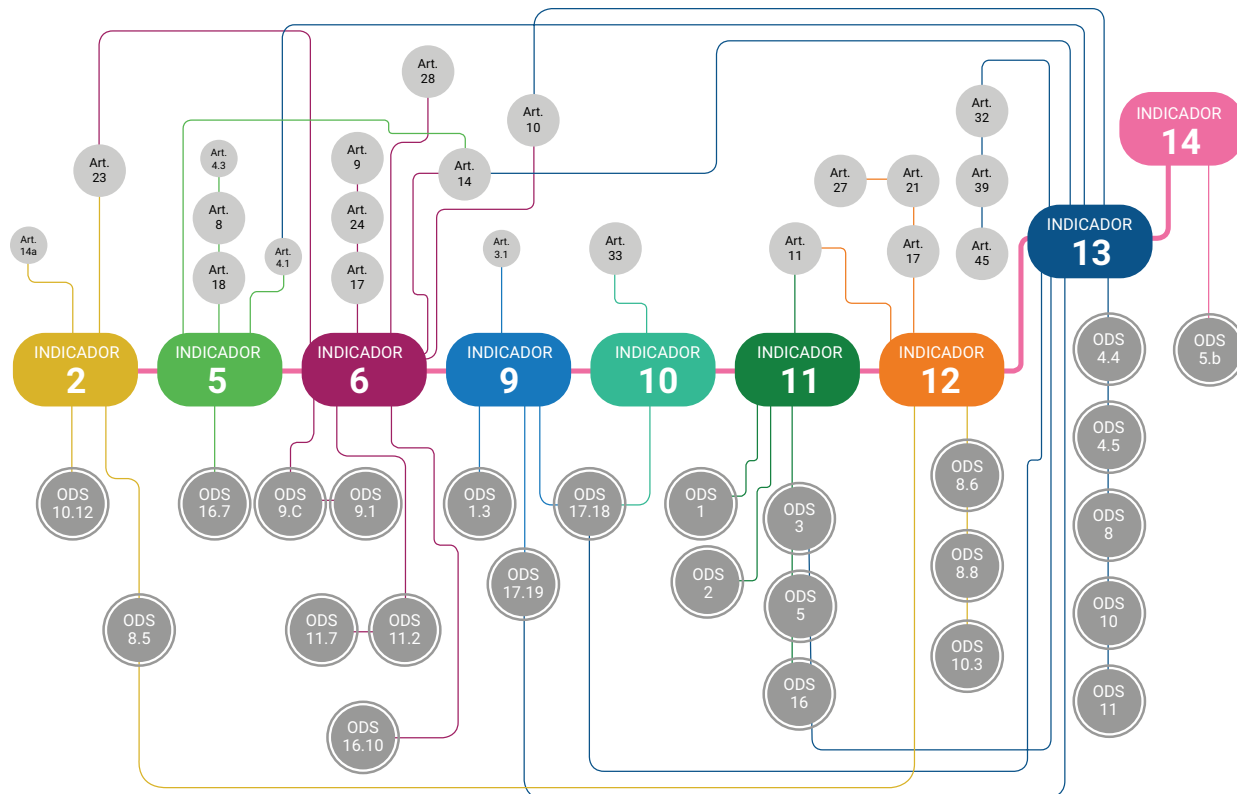 Art.
28
Art.
10
Art.
32
INDICADOR
14
Art.
23
Art.
4.3
Art.
9
Art.
14
Art.
27
Art.
21
Art.
39
Art.
8
Art.
24
Art.
14a
Art.
4.1
Art.
3.1
Art.
33
Art.
11
Art.
17
Art.
45
INDICADOR
13
Art.
18
Art.
17
INDICADOR
2
INDICADOR
5
INDICADOR
6
INDICADOR
9
INDICADOR
10
INDICADOR
11
INDICADOR
12
ODS
4.4
ODS
5.b
ODS
4.5
ODS
10.12
ODS
16.7
ODS
9.C
ODS
9.1
ODS
1.3
ODS
17.18
ODS
1
ODS
3
ODS
8.6
ODS
8
ODS
17.19
ODS
2
ODS
8.8
ODS
5
ODS
10
ODS
8.5
ODS
11.7
ODS
11.2
ODS
10.3
ODS
16
ODS
11
ODS
16.10